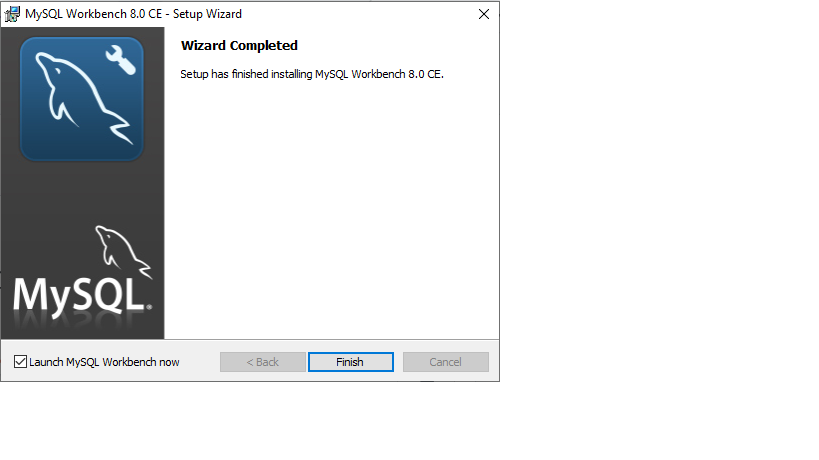 MySQL Workbench 8.0 CE - Setup Wizard
Wizard Completed
Setup has finished installing MySQL Workbench 8.0 CE.
MySQL®
Launch MySQL Workbench now
< Back
Finish
Cancel